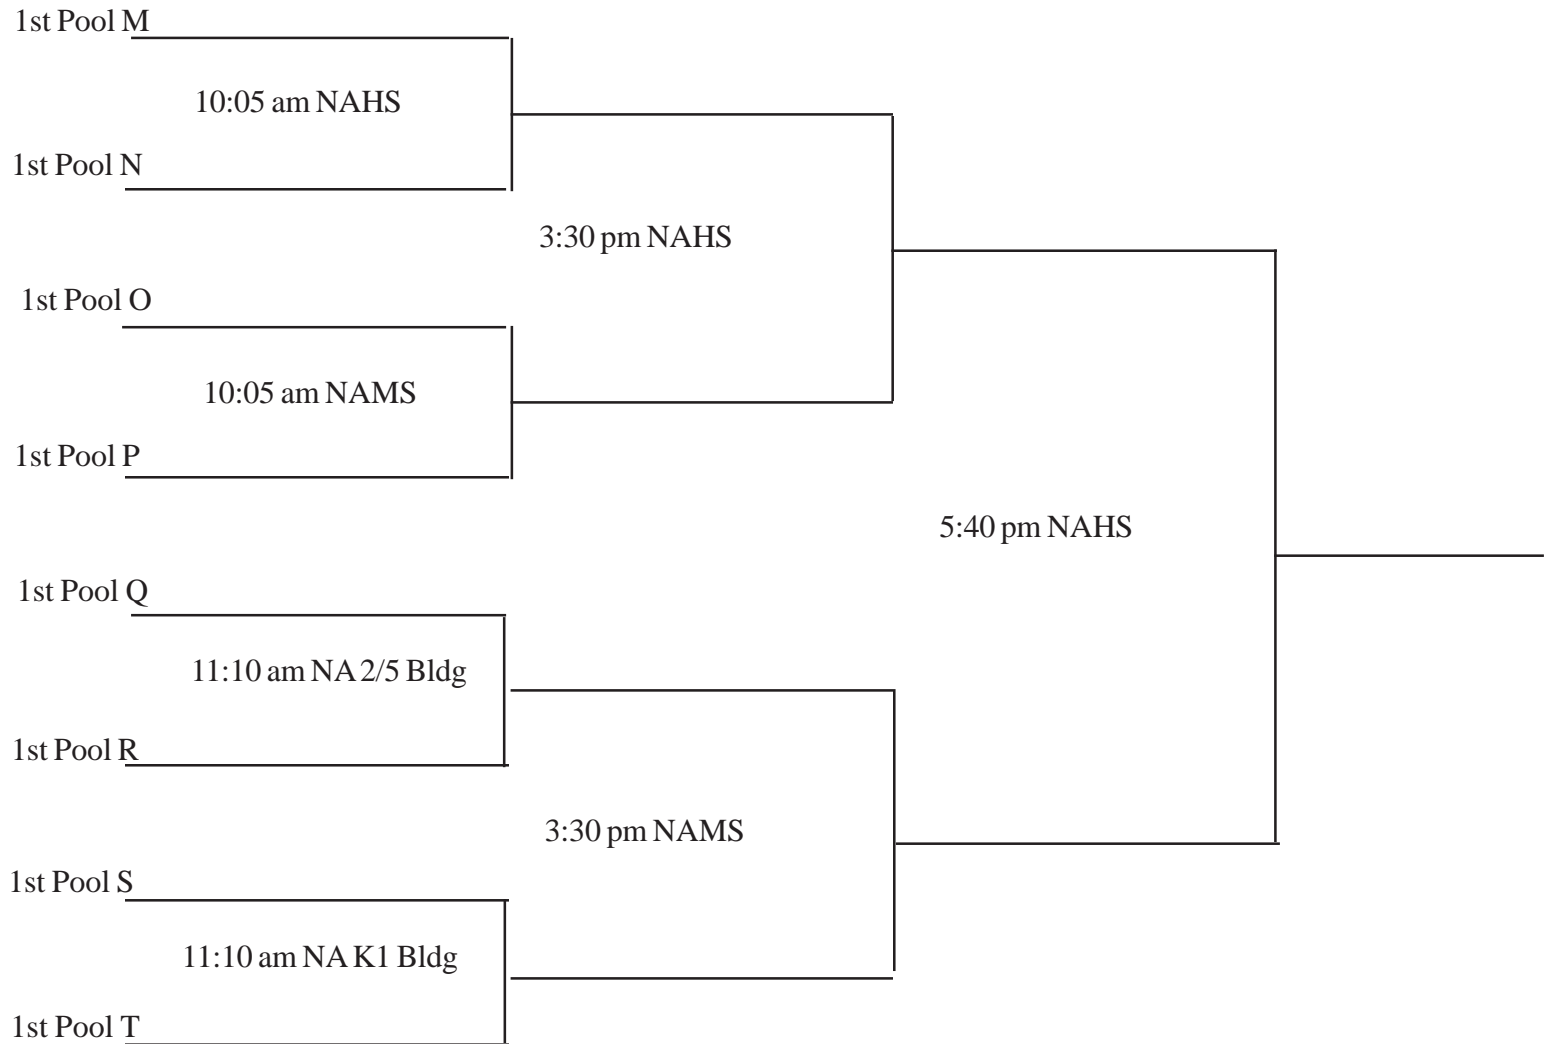 1st Pool M
10:05 am NAHS
1st Pool N
3:30 pm NAHS
1st Pool O
10:05 am NAMS
1st Pool P
5:40 pm NAHS
1st Pool Q
11:10 am NA 2/5 Bldg
1st Pool R
3:30 pm NAMS
1st Pool S
11:10 am NA K1 Bldg
1st Pool T